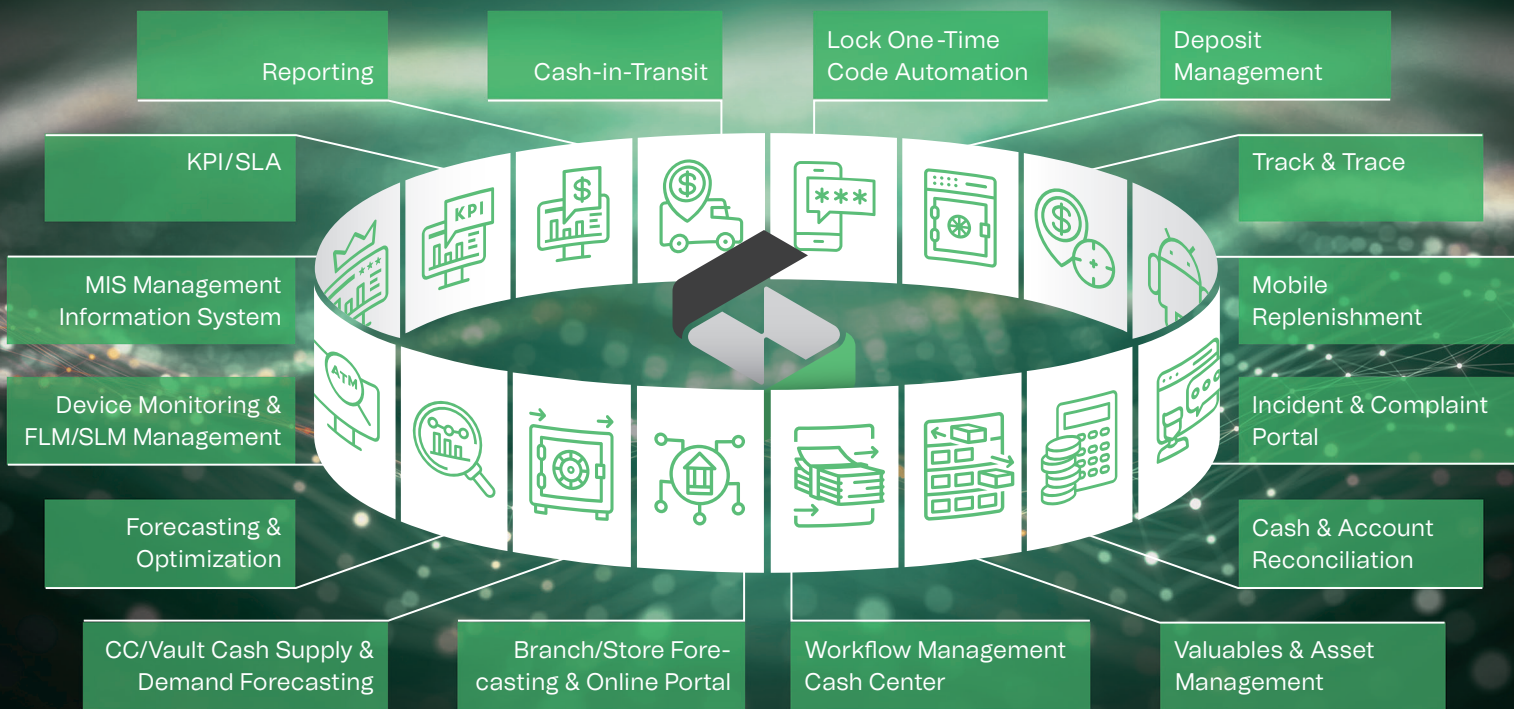 Reporting
Cash-in-Transit
Lock One-Time
Code Automation
Deposit
Management
KPI/SLA
Track & Trace
KPI
$
$
***
$
***
MIS Management
Information System
Mobile
Replenishment
ATM
Device Monitoring &
FLM/SLM Management
Incident & Complaint
Portal
Forecasting &
Optimization
Cash & Account
Reconciliation
CC/Vault Cash Supply &
Demand Forecasting
Branch/Store Fore-
casting & Online Portal
Workflow Management
Cash Center
Valuables & Asset
Management